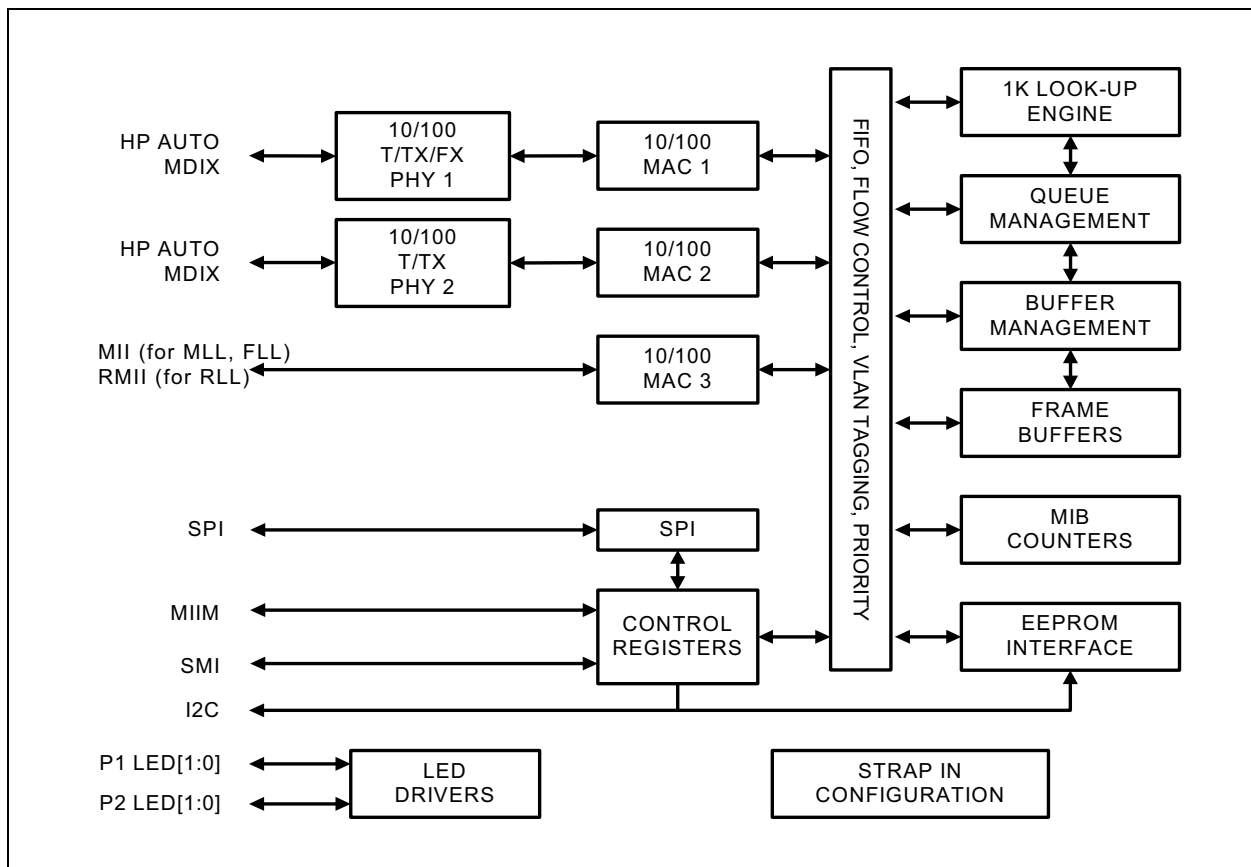 HP AUTO
MDIX
10/100
T/TX/FX
PHY 1
10/100
MAC 1
FIFO, FLOW CONTROL, VLAN TAGGING, PRIORITY
1K LOOK-UP
ENGINE
HP AUTO
MDIX
10/100
T/TX
PHY 2
10/100
MAC 2
QUEUE
MANAGEMENT
MII (for MLL, FLL)
RMII (for RLL)
10/100
MAC 3
BUFFER
MANAGEMENT
FRAME
BUFFERS
SPI
SPI
MIB
COUNTERS
MIIM
SMI
CONTROL
REGISTERS
EEPROM
INTERFACE
I2C
P1 LED[1:0]
P2 LED[1:0]
LED
DRIVERS
STRAP IN
CONFIGURATION